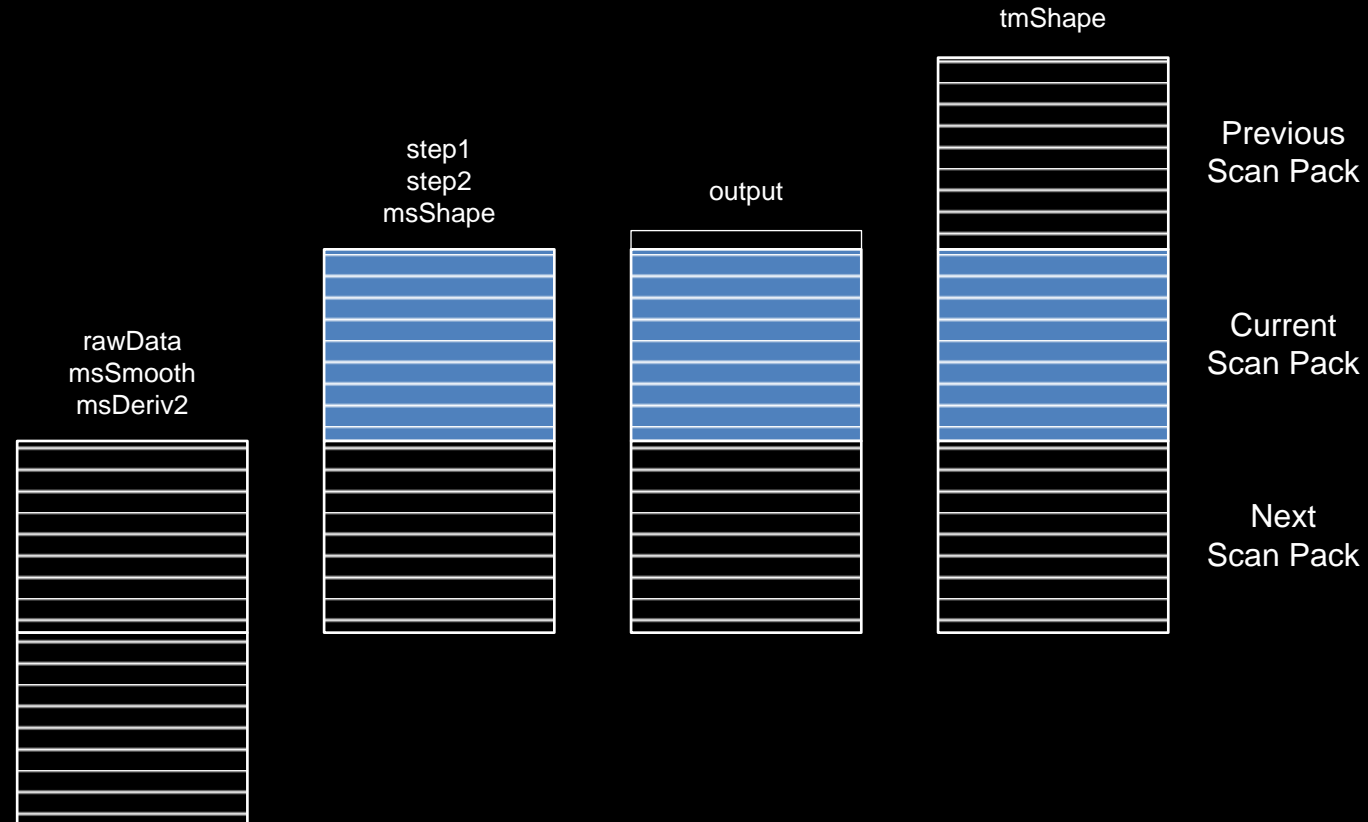 tmShape
Previous
Scan Pack
step1
step2
msShape
output
Current
Scan Pack
rawData
msSmooth
msDeriv2
Next
Scan Pack